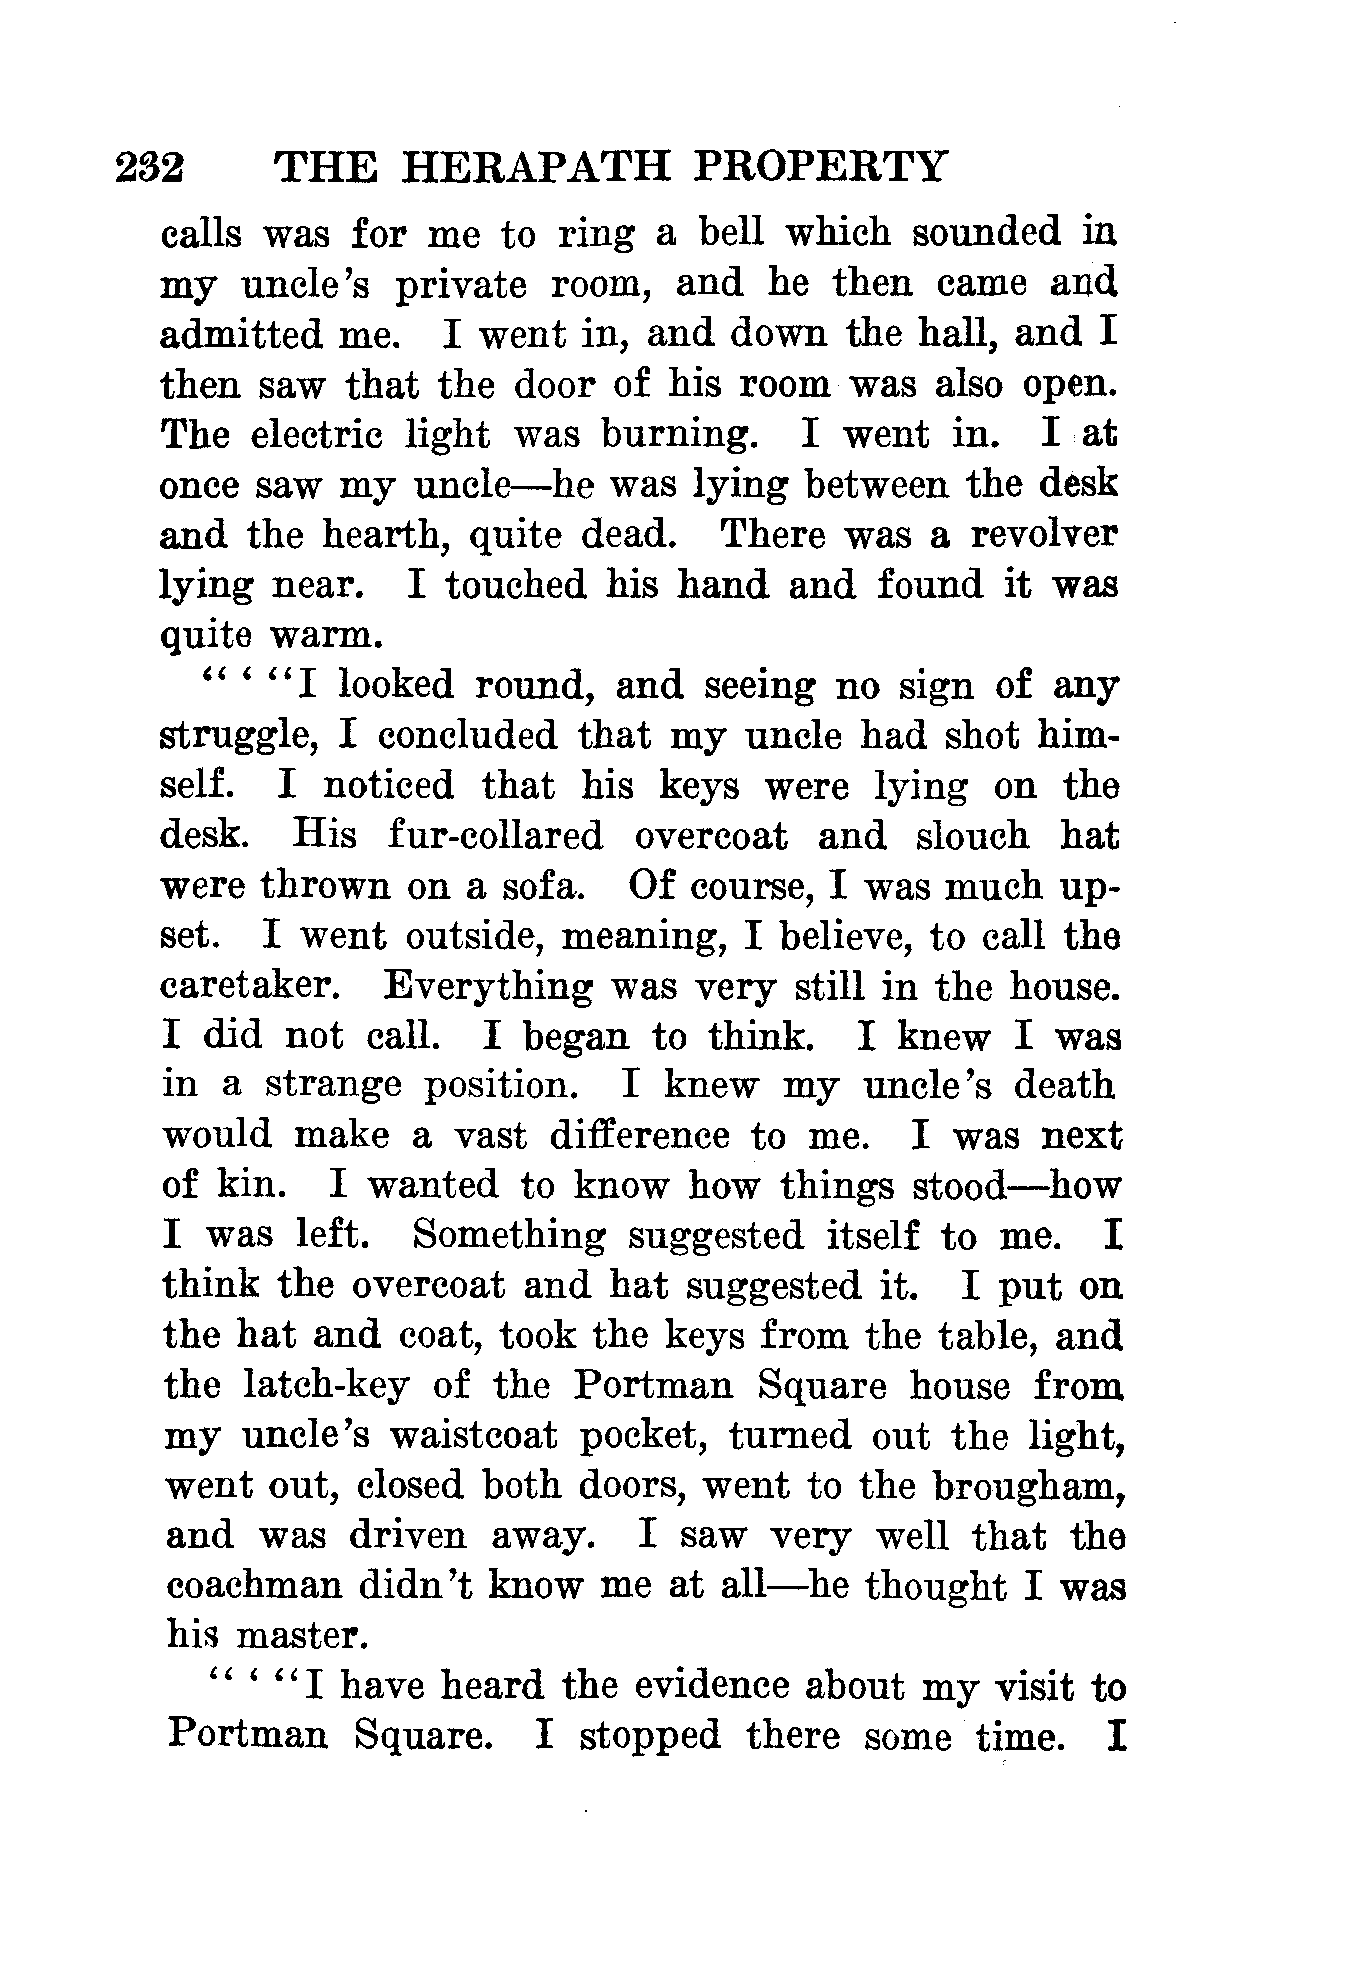 232 THE HERAPATH PROPERTY
calls was for me to ring a bell which sounded in
my uncle's private room, and he then came and
admitted me. I went in, and down the hall, and I
then saw that the door of his room was also open.
The electric light was burning. I went in. I at
once saw my uncle—he was lying between the desk
and the hearth, quite dead. There was a revolver
lying near. I touched his hand and found it was
quite warm.
“ ‘ “I looked round, and seeing no sign of any
struggle, I concluded that my uncle had shot him-
self. I noticed that his keys were lying on the
desk. His fur-collared overcoat and slouch hat
were thrown on a sofa. Of course, I was much up-
set. I went outside, meaning, I believe, to call the
caretaker. Everything was very still in the house.
I did not call. I began to think. I knew I was
in a strange position. I knew my uncle's death
would make a vast difference to me. I was next
of kin. I wanted to know how things stood—how
I was left. Something suggested itself to me. I
think the overcoat and hat suggested it. I put on
the hat and coat, took the keys from the table, and
the latch-key of the Portman Square house from
my uncle's waistcoat pocket, turned out the light,
went out, closed both doors, went to the brougham,
and was driven away. I saw very well that the
coachman didn't know me at all—he thought I was
his master.
“ ‘ “I have heard the evidence about my visit to
Portman Square. I stopped there some time. I